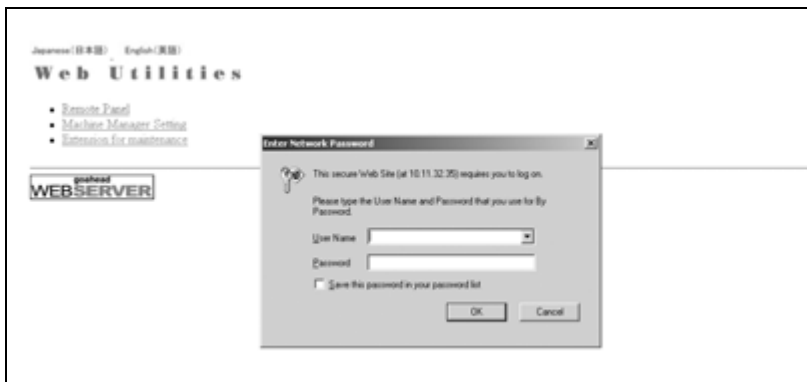 Japanese(日本語) English(英語)
Web Utilities
Remote Panel
Machine Manager Setting
Extension for maintenance
goahead
WEBSERVER
Enter Network Password
This secure Web Site (at 10.11.32.35) requires you to log on.
Please type the User Name and Password that you use for By
Password.
User Name
Password
Save this password in your password list
OK Cancel